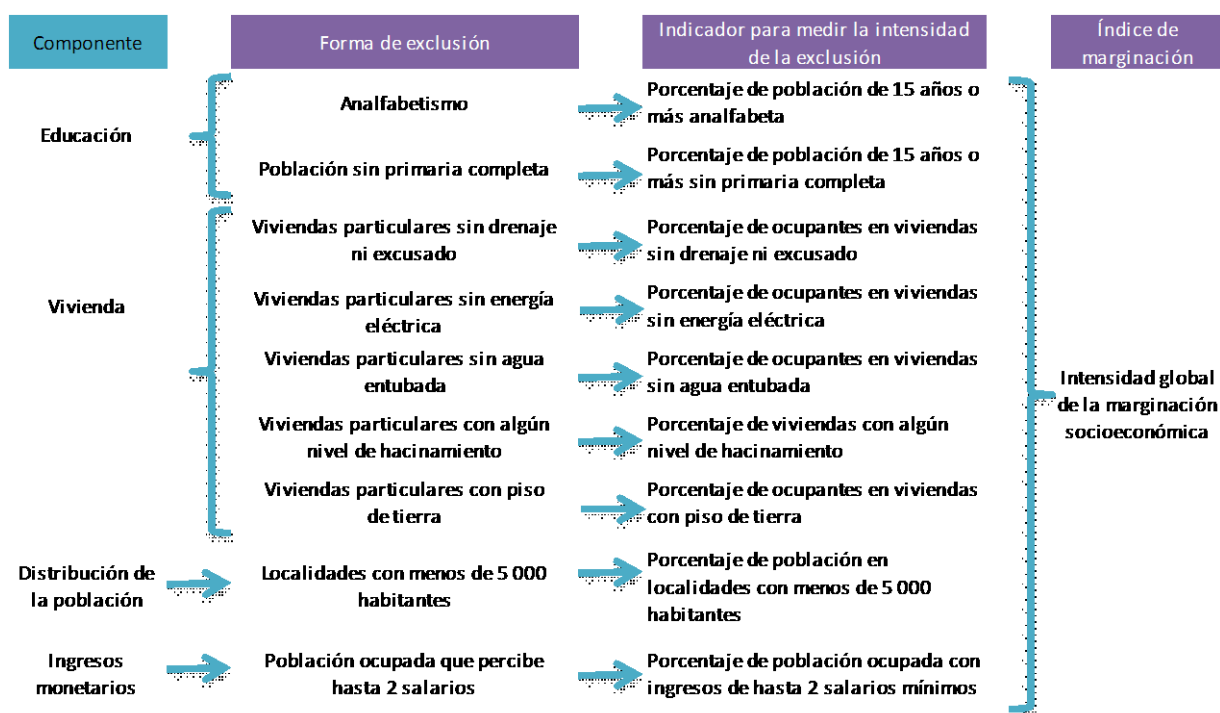 Componente
Forma de exclusión
Indicador para medir la intensidad
de la exclusión
Índice de
marginación
Educación
Analfabetismo
Porcentaje de población de 15 años o
más analfabeta
Población sin primaria completa
Porcentaje de población de 15 años o
más sin primaria completa
Vivienda
Viviendas particulares sin drenaje
ni excusado
Porcentaje de ocupantes en viviendas
sin drenaje ni excusado
Viviendas particulares sin energía
eléctrica
Porcentaje de ocupantes en viviendas
sin energía eléctrica
Viviendas particulares sin agua
entubada
Porcentaje de ocupantes en viviendas
sin agua entubada
Viviendas particulares con algún
nivel de hacinamiento
Porcentaje de viviendas con algún
nivel de hacinamiento
Viviendas particulares con piso
de tierra
Porcentaje de ocupantes en viviendas
con piso de tierra
Distribución de
la población
Localidades con menos de 5 000
habitantes
Porcentaje de población en
localidades con menos de 5 000
habitantes
Ingresos
monetarios
Población ocupada que percibe
hasta 2 salarios
Porcentaje de población ocupada con
ingresos de hasta 2 salarios mínimos
Intensidad global
de la marginación
socioeconómica